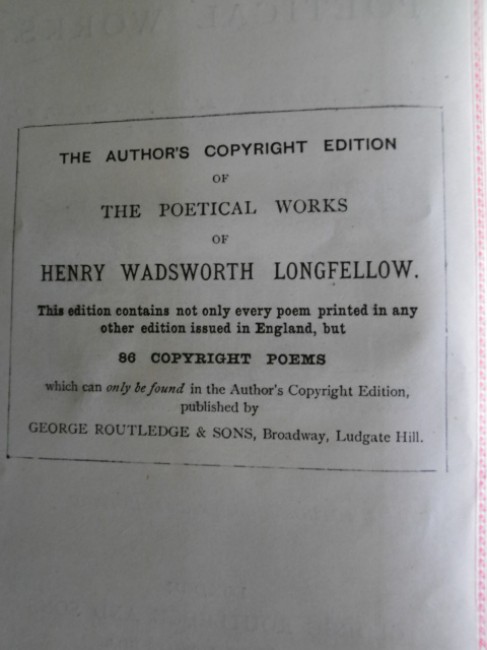 THE AUTHOR'S COPYRIGHT EDITION
OF
THE POETICAL WORKS
OF
HENRY WADSWORTH LONGFELLOW.
This edition contains not only every poem printed in any
other edition issued in England, but
86 COPYRIGHT POEMS
which can only be found in the Author's Copyright Edition,
published by
GEORGE ROUTLEDGE & SONS, Broadway, Ludgate Hill.